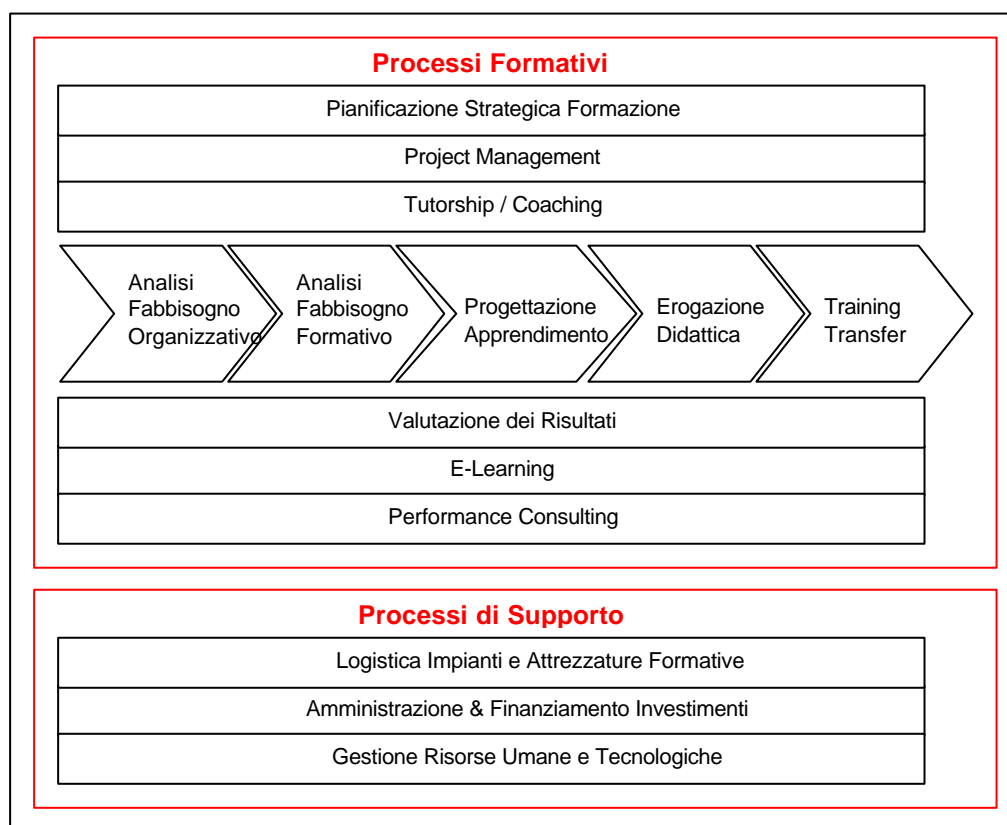 Processi Formativi
Pianificazione Strategica Formazione
Project Management
Tutorship / Coaching
Analisi
Fabbisogno
Organizzativo
Analisi
Fabbisogno
Formativo
Progettazione
Apprendimento
Erogazione
Didattica
Training
Transfer
Valutazione dei Risultati
E-Learning
Performance Consulting
Processi di Supporto
Logistica Impianti e Attrezzature Formative
Amministrazione & Finanziamento Investimenti
Gestione Risorse Umane e Tecnologiche